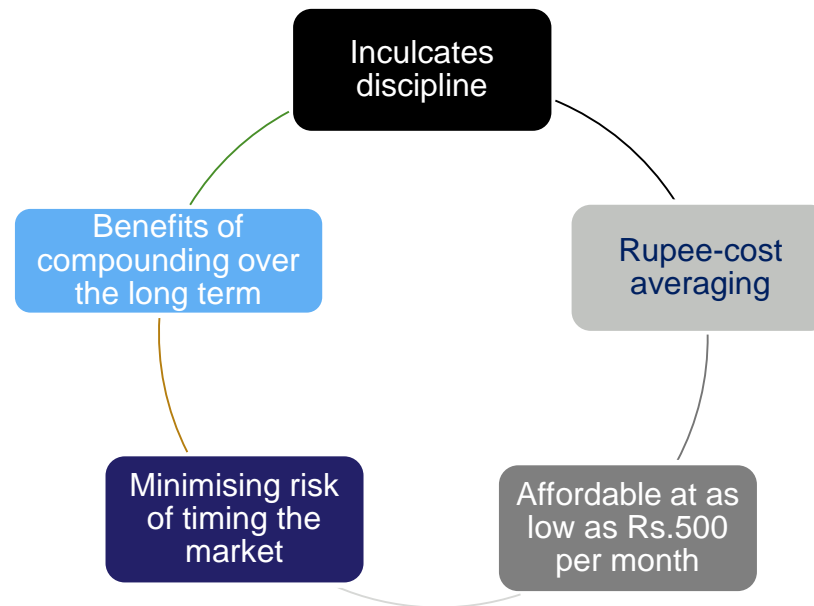 Inculcates
discipline
Rupee-cost
averaging
Affordable at as
low as Rs.500
per month
Minimising risk
of timing the
market
Benefits of
compounding over
the long term